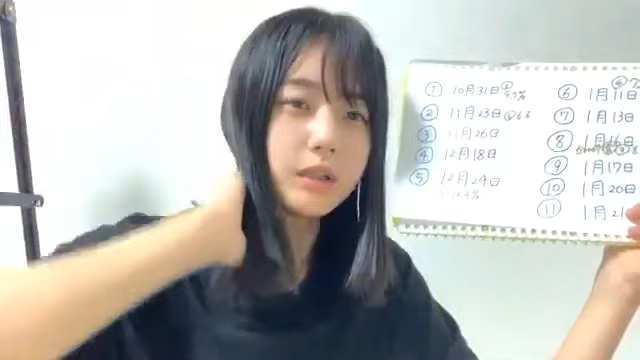 ① 10月31日
② 11月23日
③ 11月26日
④ 12月18日
⑤ 12月24日
⑥ 1月11日
⑦ 1月13日
⑧ 1月16日
⑨ 1月17日
⑩ 1月20日
⑪ 1月21